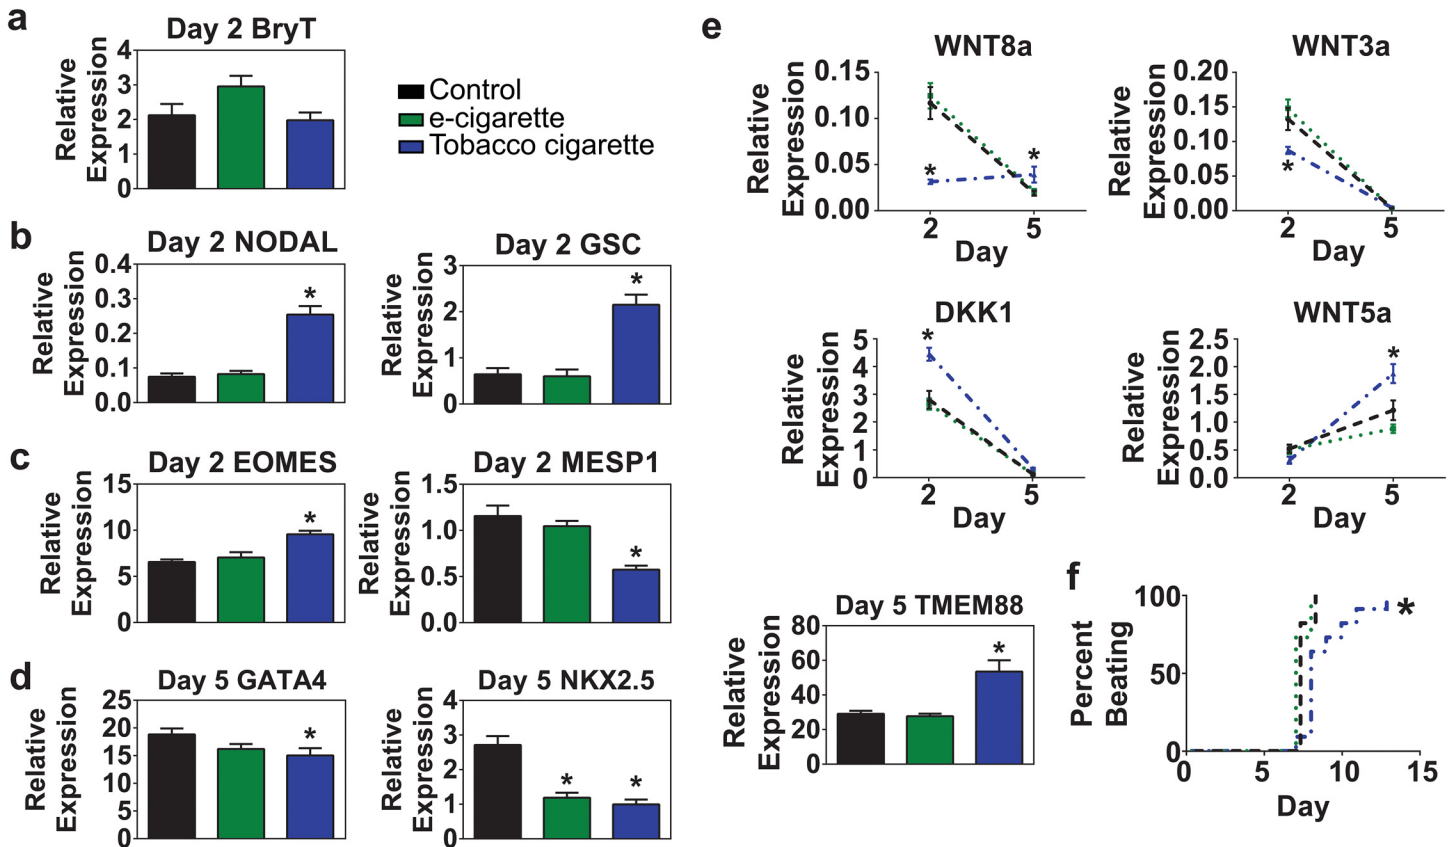 a
Day 2 BryT
Relative
Expression
4
3
2
1
0
Control
e-cigarette
Tobacco cigarette
b
Day 2 NODAL
Relative
Expression
0.4
0.3
0.2
0.1
0.0
*
Day 2 GSC
Relative
Expression
3
2
1
0
*
c
Day 2 EOMES
Relative
Expression
15
10
5
0
*
Day 2 MESP1
Relative
Expression
1.5
1.0
0.5
0.0
*
d
Day 5 GATA4
Relative
Expression
25
20
15
10
5
0
*
Day 5 NKX2.5
Relative
Expression
4
3
2
1
0
*
*
e
WNT8a
Relative
Expression
0.15
0.10
0.05
0.00
*
*
2 5
Day
WNT3a
Relative
Expression
0.20
0.15
0.10
0.05
0.00
*
2 5
Day
DKK1
Relative
Expression
5
4
3
2
1
0
*
2 5
Day
WNT5a
Relative
Expression
2.5
2.0
1.5
1.0
0.5
0.0
*
2 5
Day
Day 5 TMEM88
Relative
Expression
80
60
40
20
0
*
f
Percent
Beating
100
50
0
*
0 5 10 15
Day